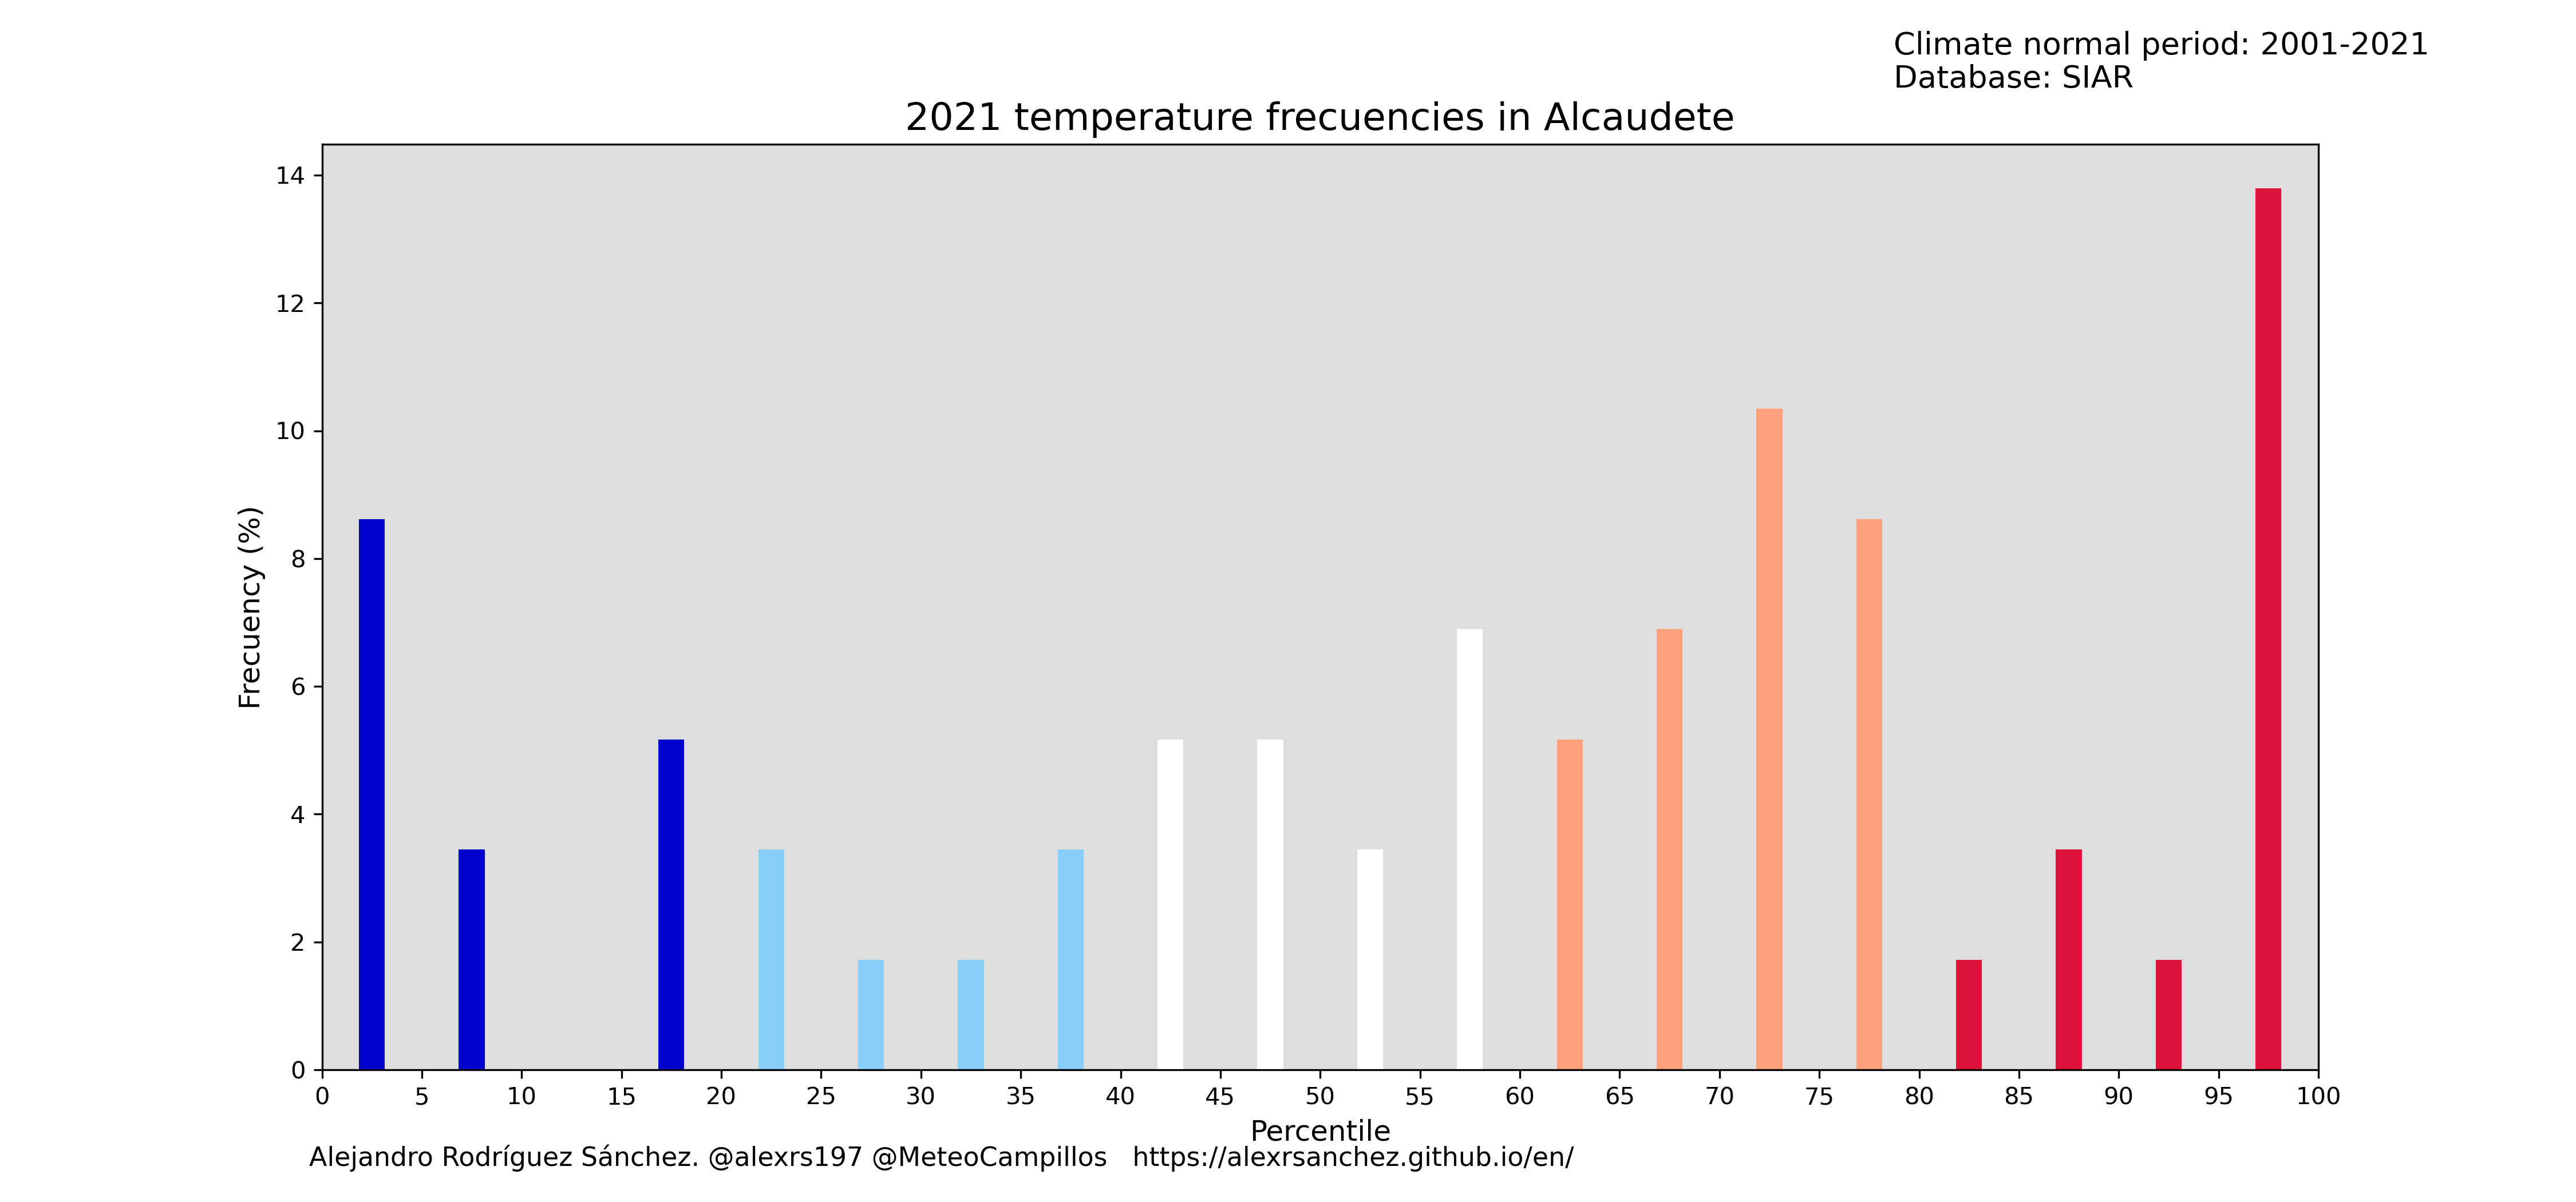 Climate normal period: 2001-2021
Database: SIAR
2021 temperature frecuencies in Alcaudete
14
12
10
8
6
4
2
0
Frecuency (%)
0 5 10 15 20 25 30 35 40 45 50 55 60 65 70 75 80 85 90 95 100
Percentile
Alejandro Rodríguez Sánchez. @alexrs197 @MeteoCampillos https://alexrsanchez.github.io/en/